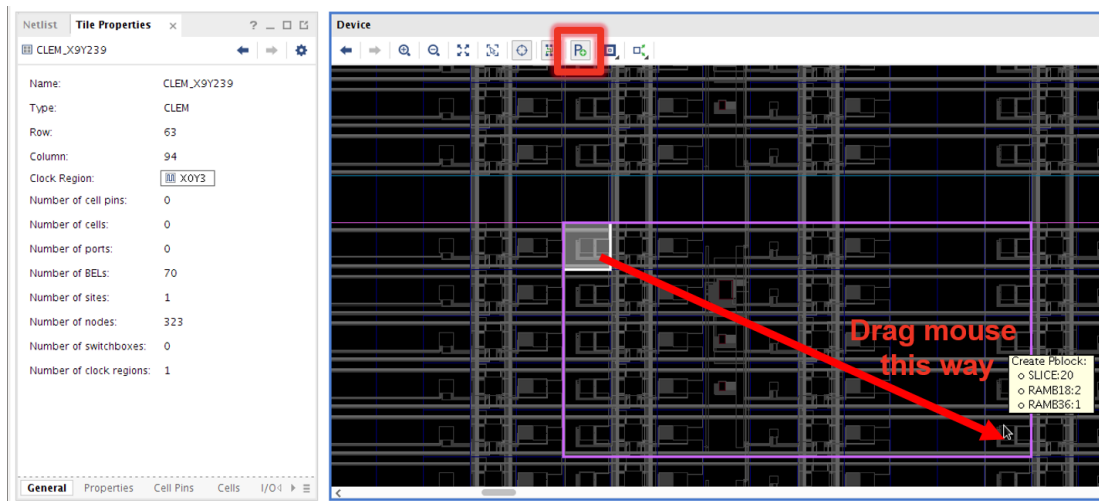 Netlist Tile Properties × ? _ □
CLEM_X9Y239
Name: CLEM_X9Y239
Type: CLEM
Row: 63
Column: 94
Clock Region: X0Y3
Number of cell pins: 0
Number of cells: 0
Number of ports: 0
Number of BELs: 70
Number of sites: 1
Number of nodes: 323
Number of switchboxes: 0
Number of clock regions: 1
General Properties Cell Pins Cells I/O
Device
Drag mouse
this way
Create Pblock:
o SLICE:20
o RAMB18:2
o RAMB36:1